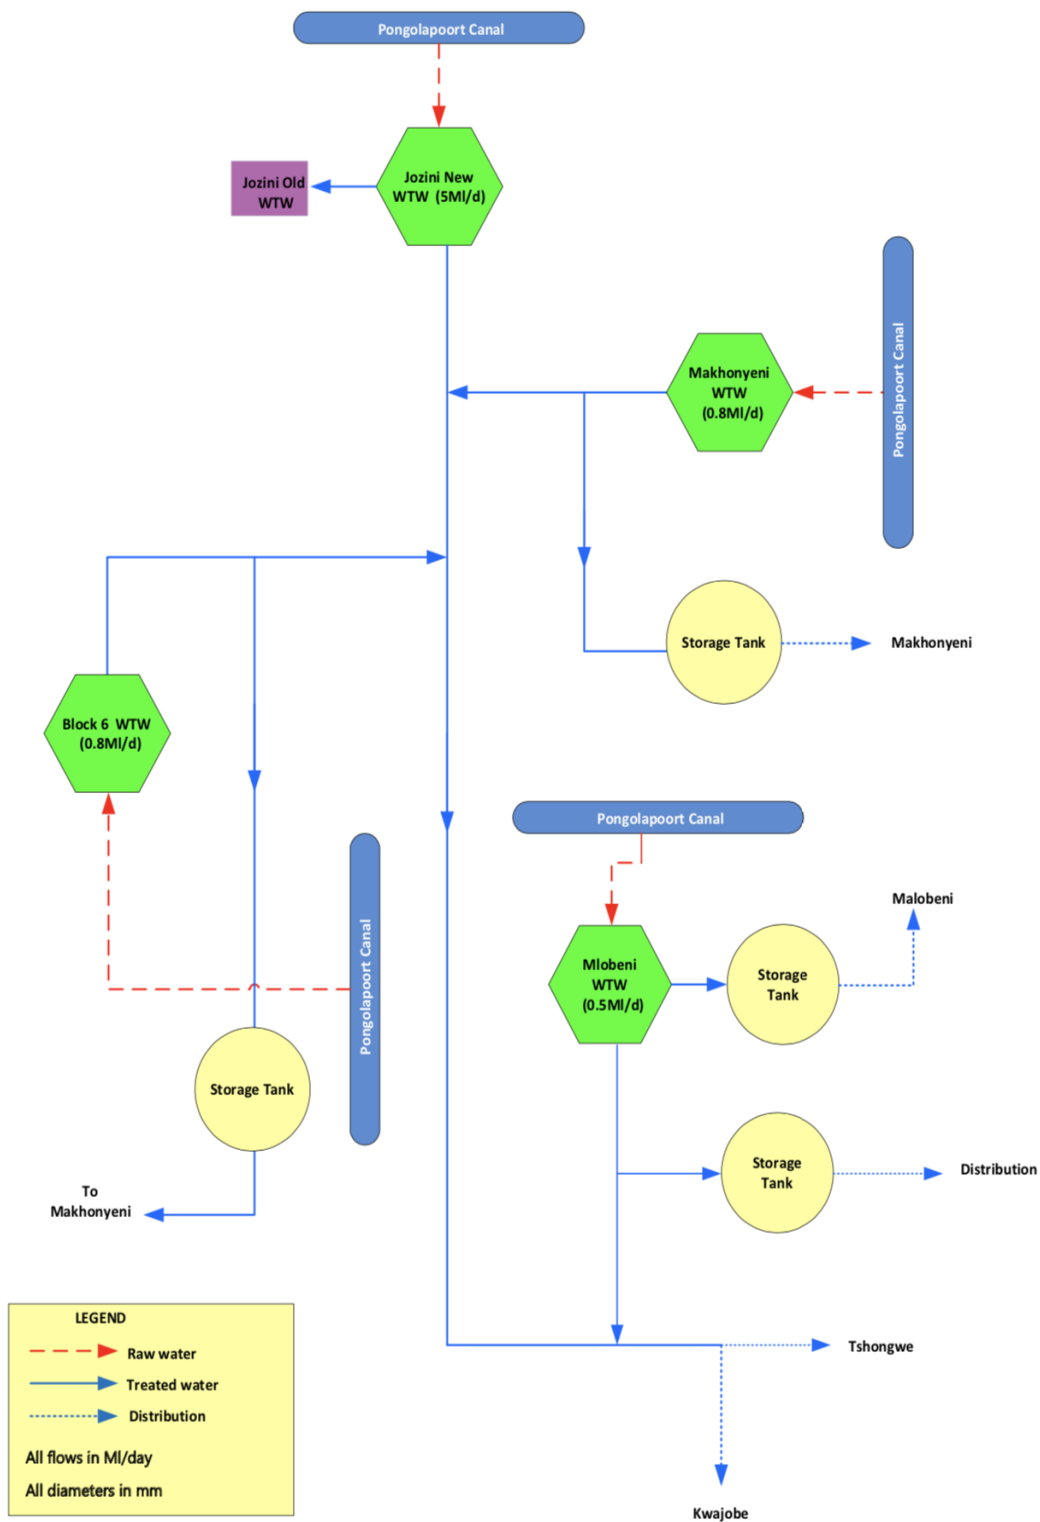 Pongolapoort Canal
Jozini New
WTW (5Ml/d)
Jozini Old
WTW
Pongolapoort Canal
Makhonyeni
WTW
(0.8Ml/d)
Storage Tank
Makhonyeni
Block 6 WTW
(0.8Ml/d)
Pongolapoort Canal
Pongolapoort Canal
Malobeni
Mlobeni
WTW
(0.5Ml/d)
Storage
Tank
Storage Tank
Storage
Tank
Distribution
To
Makhonyeni
LEGEND
Raw water
Treated water
Distribution
All flows in Ml/day
All diameters in mm
Tshongwe
Kwajobe